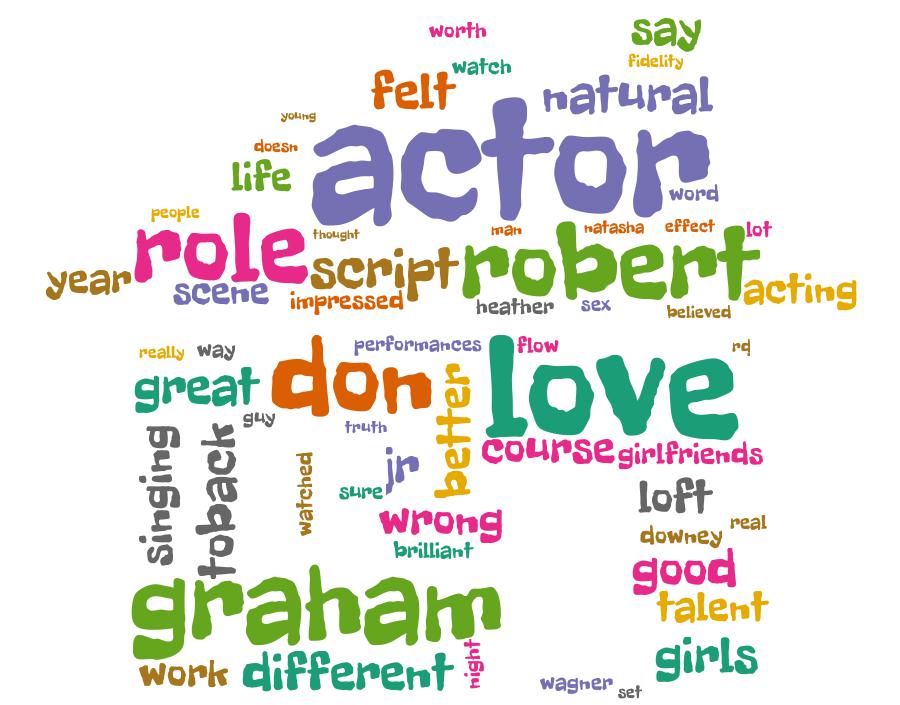 worth
say
fidelity
watch
felt
natural
young
actor
doesn
life
word
people
role
thought
man
natasha
effect
lot
year
script
robert
acting
scene
impressed
heather
sex
believed
really
way
performances
flow
rd
great
don
love
better
guy
truth
singing
toback
course
girlfriends
watched
jr
sure
loft
wrong
downey
real
brilliant
good
graham
talent
work
different
night
girls
wagner
set